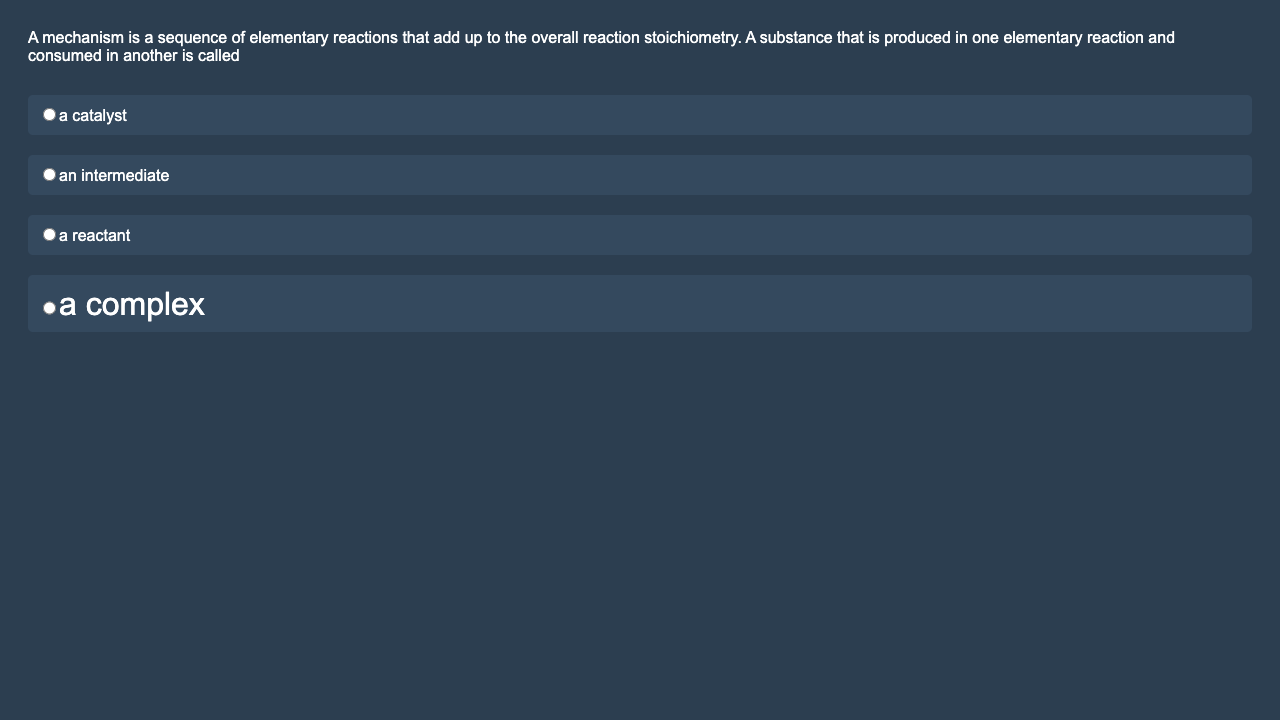 A mechanism is a sequence of elementary reactions that add up to the overall reaction stoichiometry. A substance that is produced in one elementary reaction and
consumed in another is called
a catalyst
an intermediate
a reactant
a complex